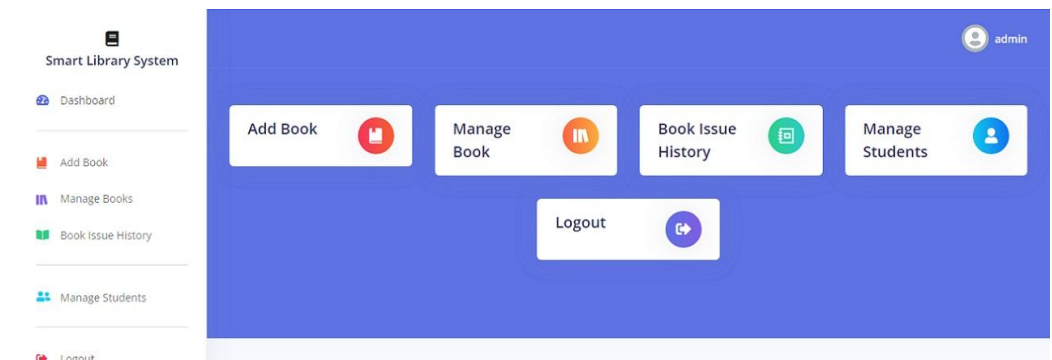 Smart Library System
Dashboard
Add Book
Manage Books
Book Issue History
Manage Students
Logout
admin
Add Book
Manage
Book
Book Issue
History
Manage
Students
Logout